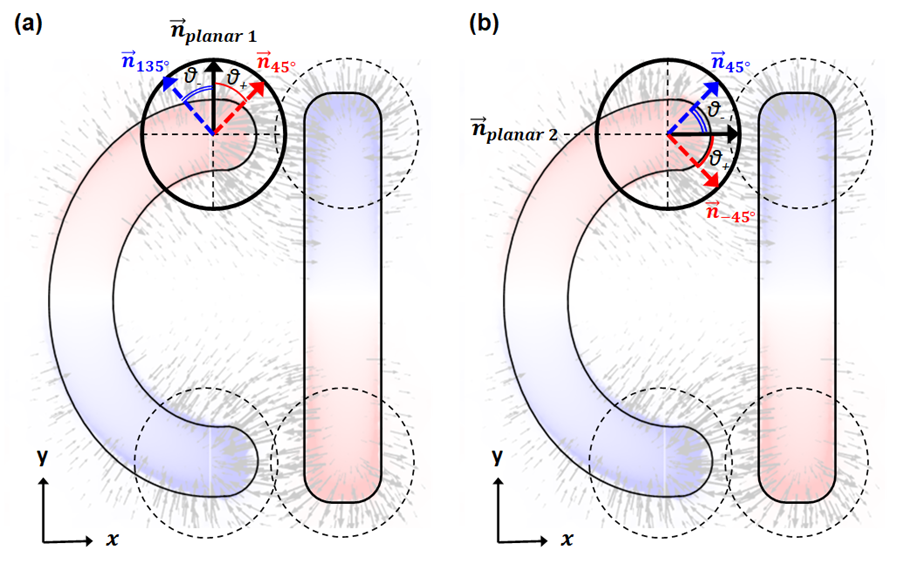 (a)
n⃗ planar 1
n⃗ 135°
ϑ-
ϑ+
n⃗ 45°
y
x
(b)
n⃗ 45°
ϑ-
n⃗ planar 2
ϑ+
n⃗ -45°
y
x